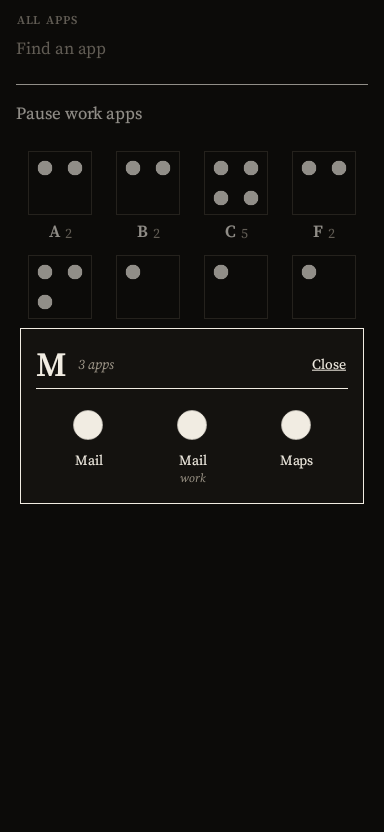 ALL APPS
Find an app
Pause work apps
A 2
B 2
C 5
F 2
M 3 apps Close
Mail
Mail
work
Maps